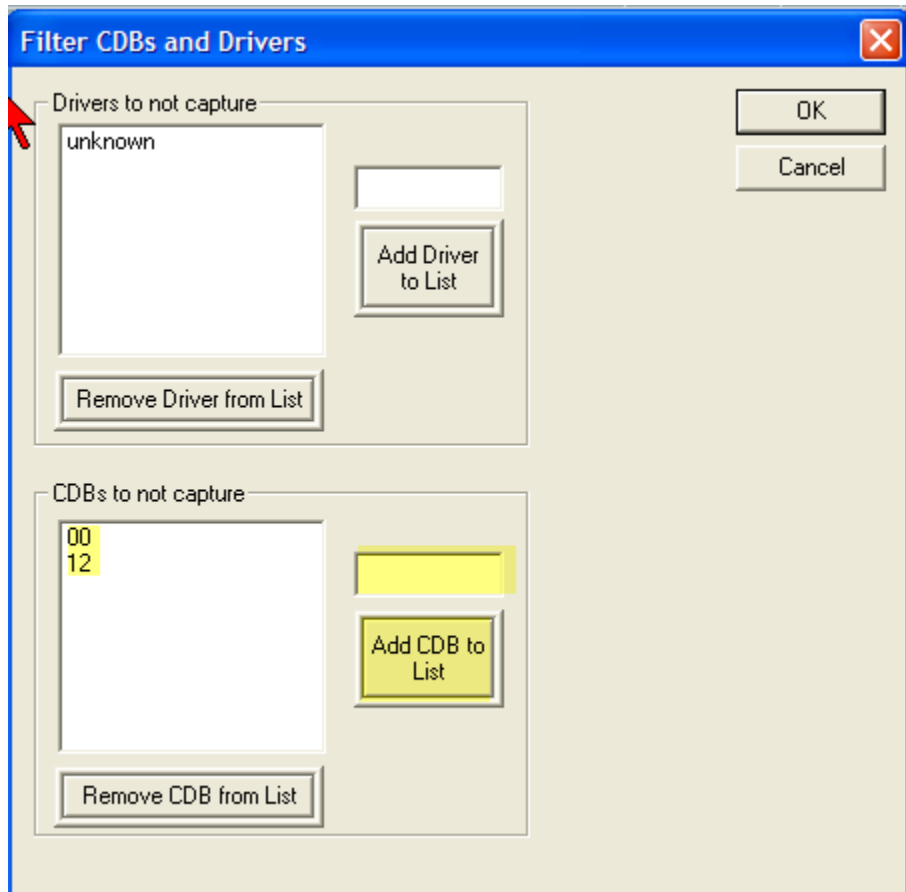 Filter CDBs and Drivers
Drivers to not capture
OK
unknown
Cancel
Add Driver
to List
Remove Driver from List
CDBs to not capture
00
12
Add CDB to
List
Remove CDB from List